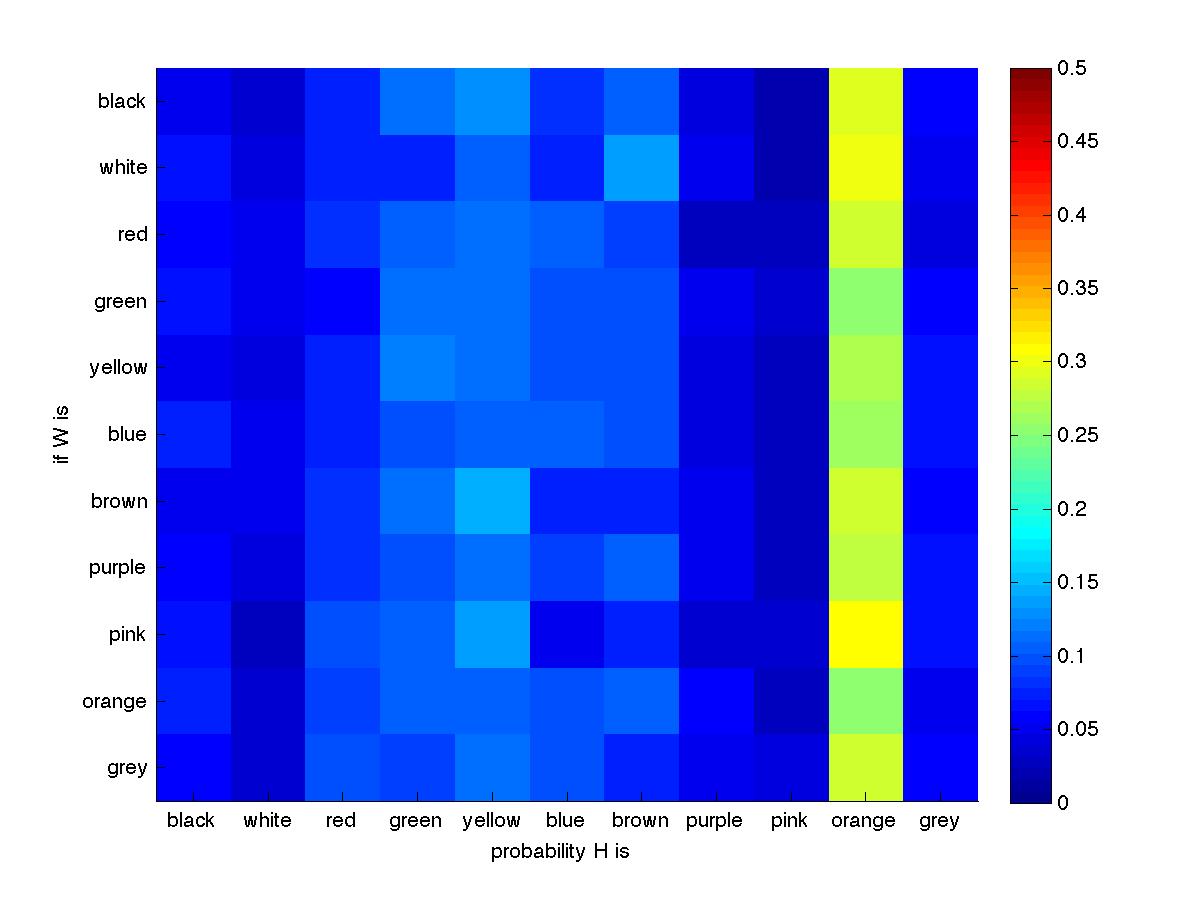 black
white
red
green
yellow
blue
brown
purple
pink
orange
grey
if W is
black white red green yellow blue brown purple pink orange grey
probability H is
0.5
0.45
0.4
0.35
0.3
0.25
0.2
0.15
0.1
0.05
0